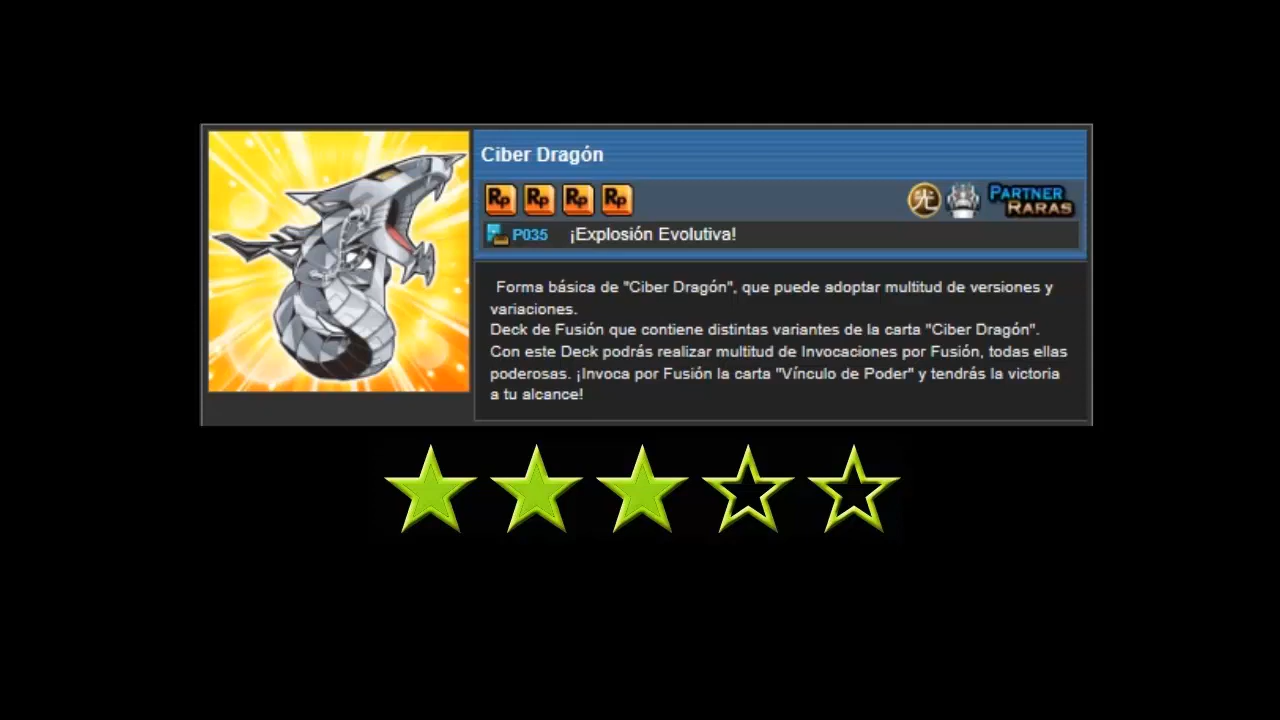 Ciber Dragón
Rp Rp Rp Rp
光
PARTNER
RARAS
P035 ¡Explosión Evolutiva!
Forma básica de "Ciber Dragón", que puede adoptar multitud de versiones y
variaciones.
Deck de Fusión que contiene distintas variantes de la carta "Ciber Dragón".
Con este Deck podrás realizar multitud de Invocaciones por Fusión, todas ellas
poderosas. ¡Invoca por Fusión la carta "Vínculo de Poder" y tendrás la victoria
a tu alcance!